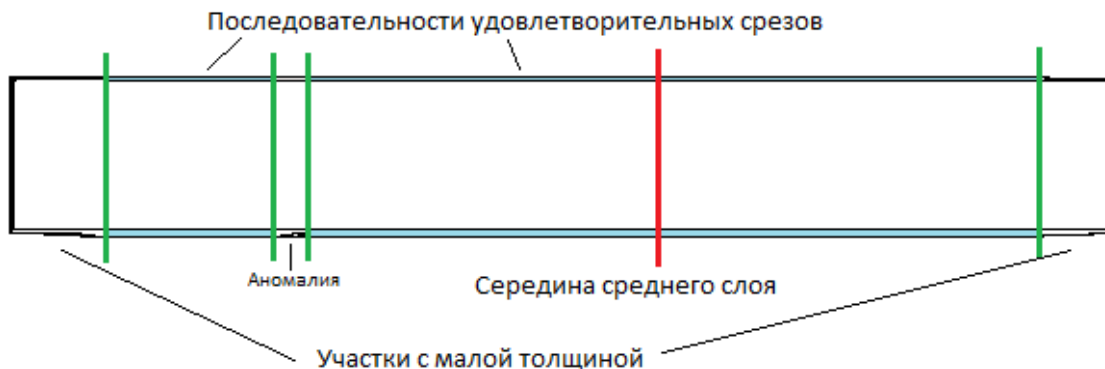 Последовательности удовлетворительных срезов
Аномалия
Середина среднего слоя
Участки с малой толщиной